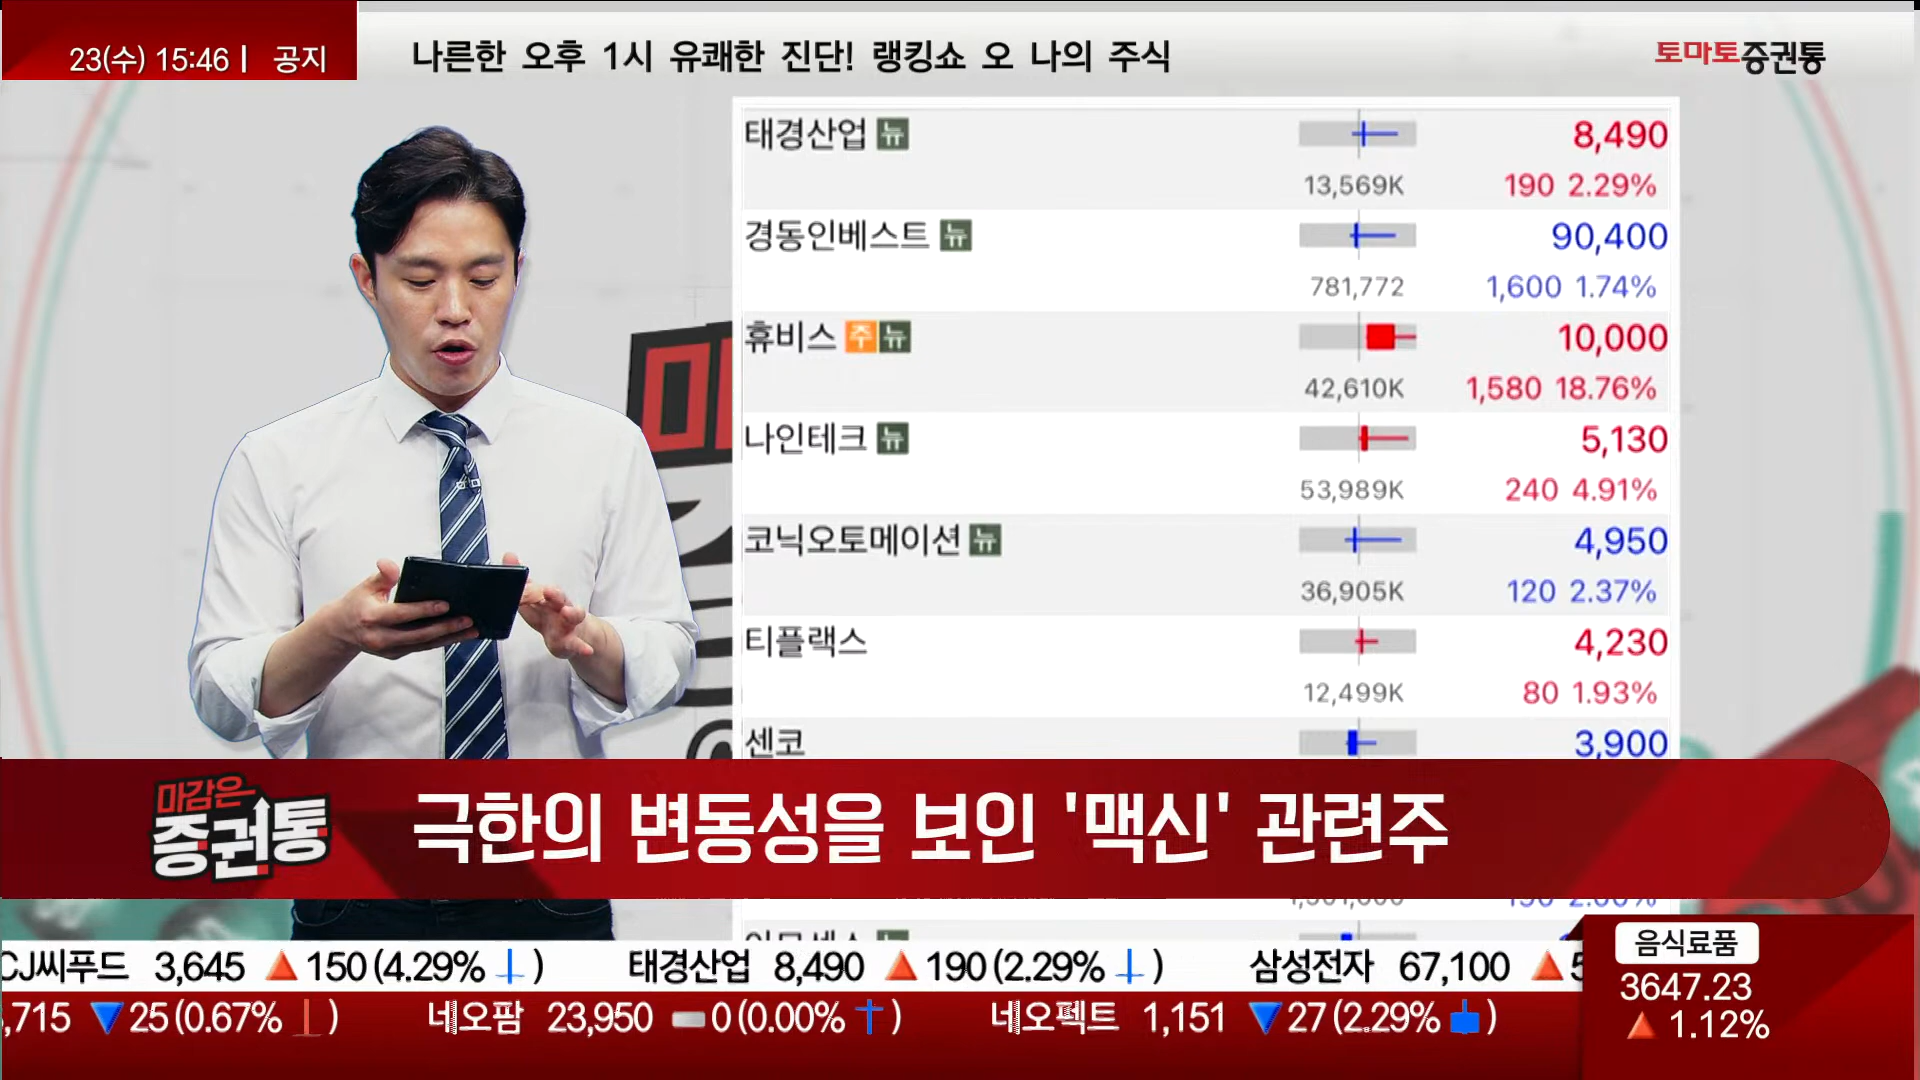 23(수) 15:46 | 공지
나른한 오후 1시 유쾌한 진단! 랭킹쇼 오 나의 주식
토마토증권통
태경산업 뉴 8,490
13,569K 190 2.29%
경동인베스트 뉴 90,400
781,772 1,600 1.74%
휴비스 주 뉴 10,000
42,610K 1,580 18.76%
나인테크 뉴 5,130
53,989K 240 4.91%
코닉오토메이션 뉴 4,950
36,905K 120 2.37%
티플랙스 4,230
12,499K 80 1.93%
센코 3,900
마감은
증권통
극한의 변동성을 보인 '맥신' 관련주
CJ씨푸드 3,645 ▲150(4.29% ) 태경산업 8,490 ▲190(2.29% ) 삼성전자 67,100 ▲5
,715 ▼25(0.67% ) 네오팜 23,950 0(0.00% ) 네오펙트 1,151 ▼27(2.29% )
음식료품
3647.23
▲ 1.12%